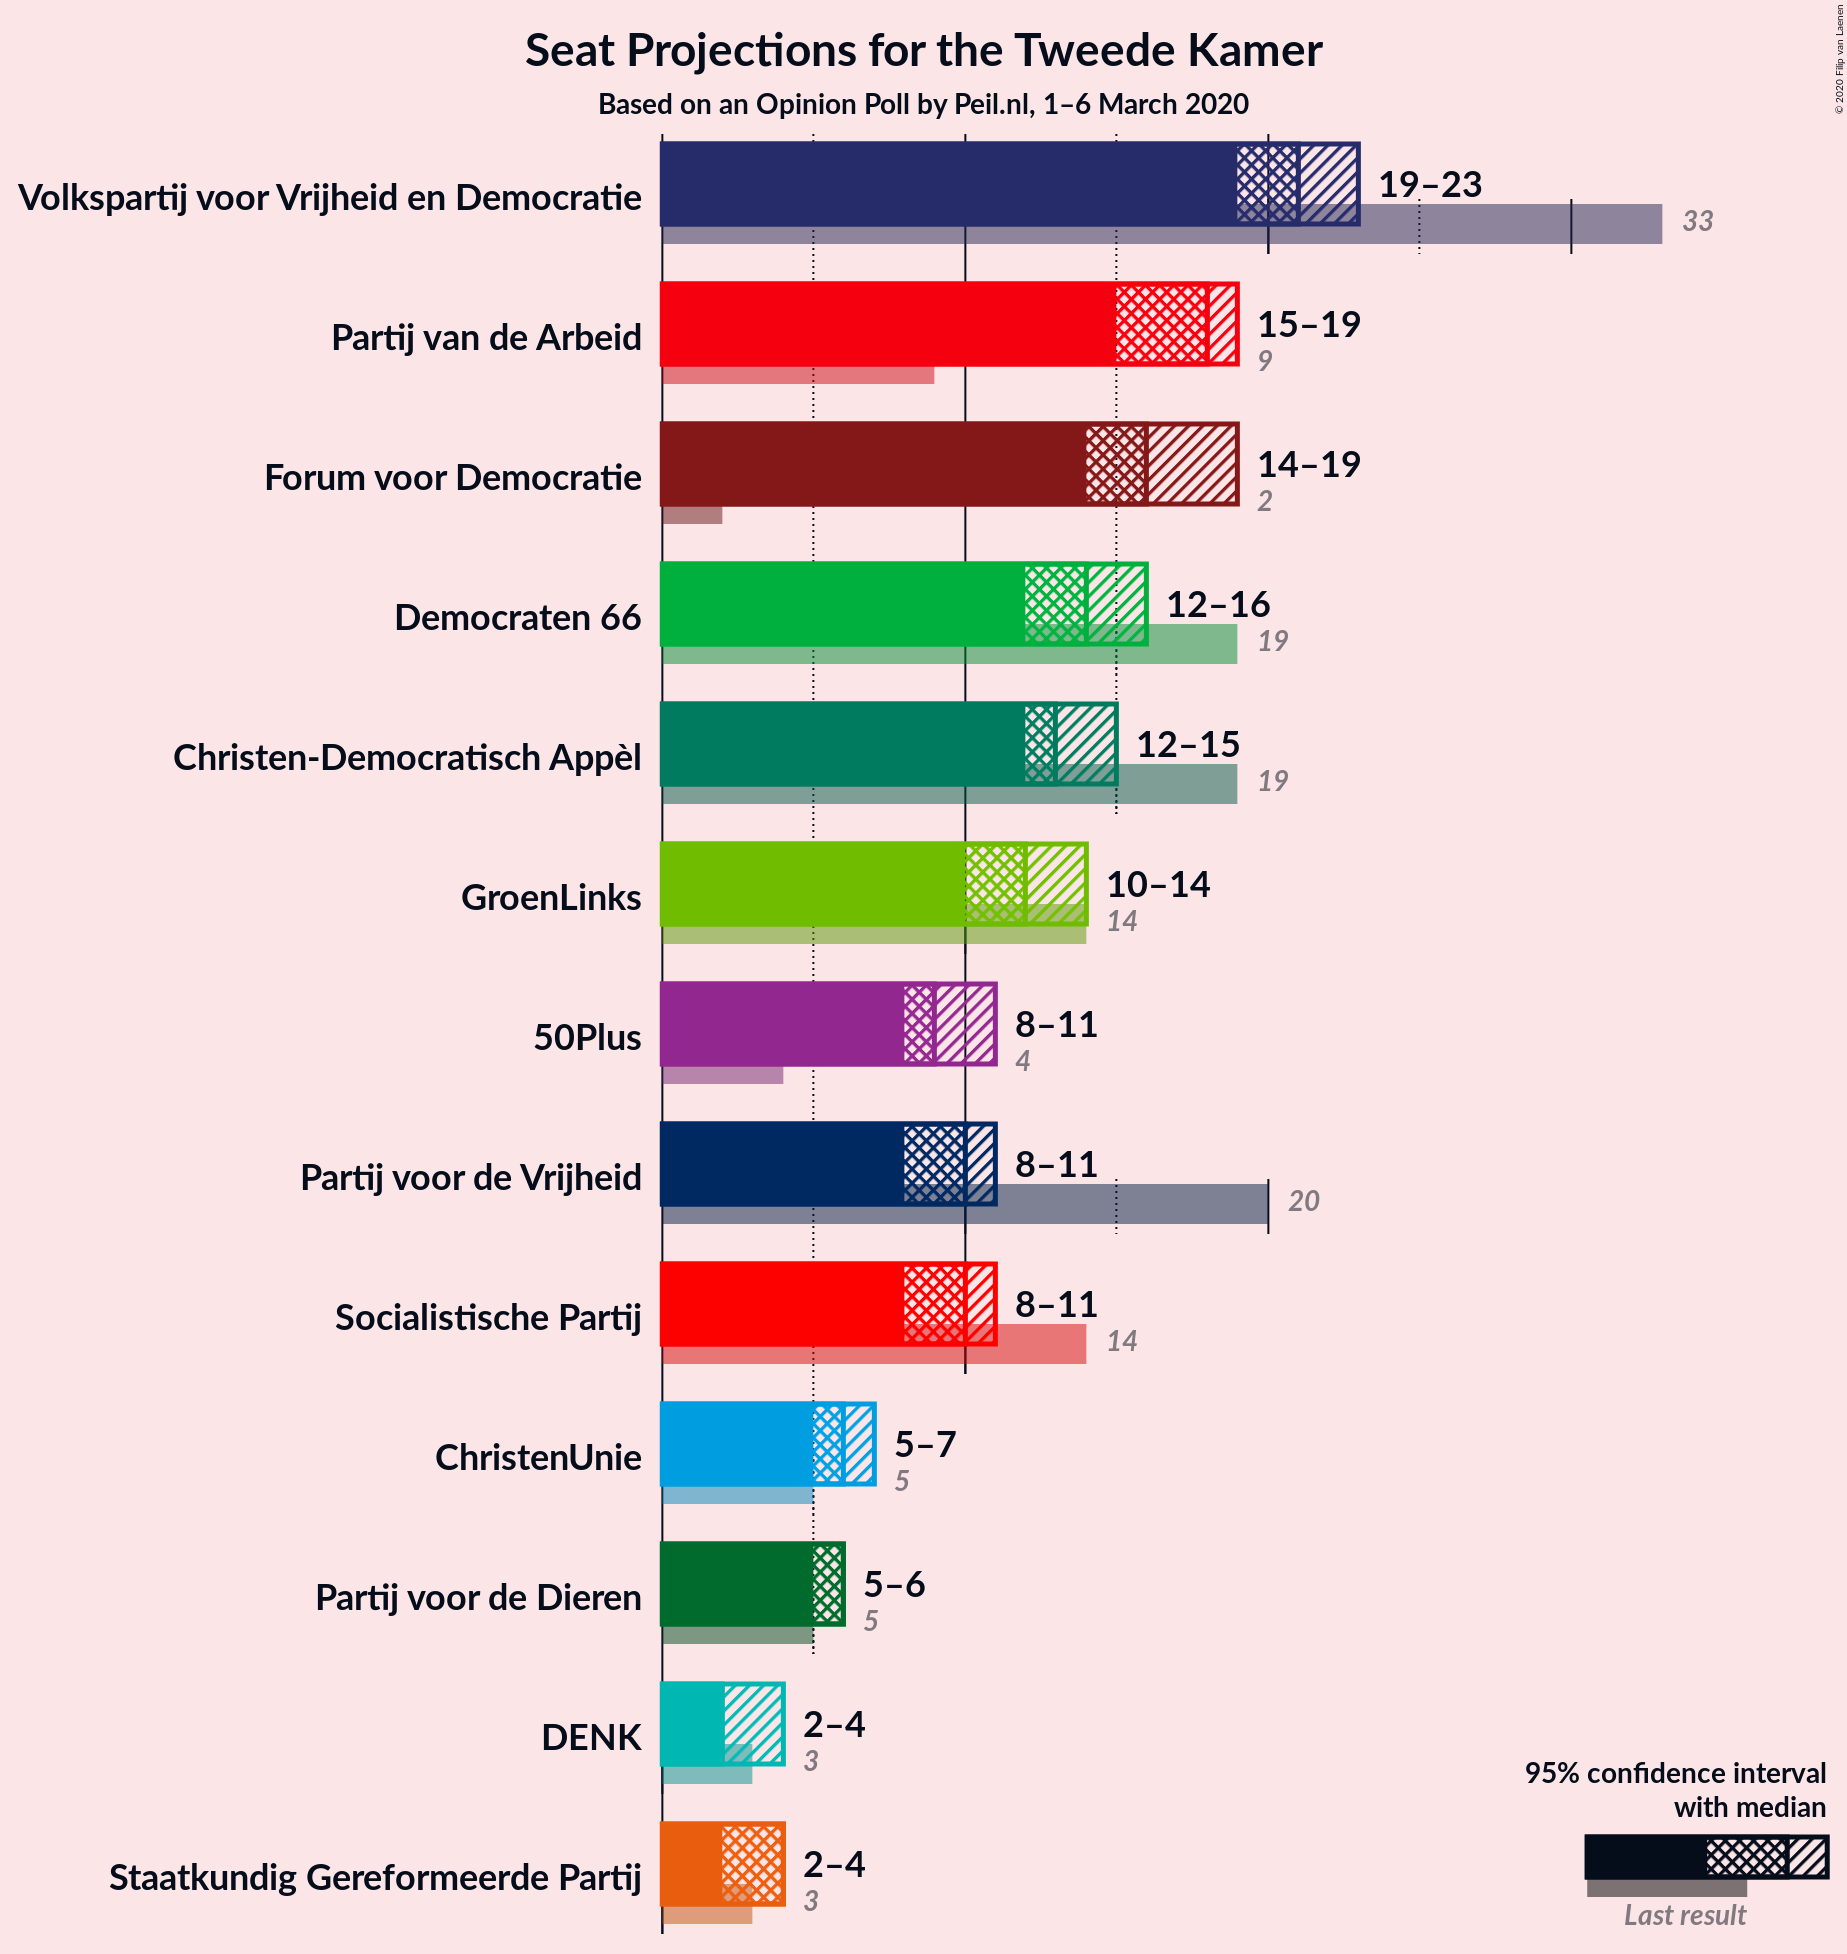 Seat Projections for the Tweede Kamer
Based on an Opinion Poll by Peil.nl, 1–6 March 2020
© 2020 Filip van Laenen
Volkspartij voor Vrijheid en Democratie
19–23
33
Partij van de Arbeid
15–19
9
Forum voor Democratie
14–19
2
Democraten 66
12–16
19
Christen-Democratisch Appèl
12–15
19
GroenLinks
10–14
14
50Plus
8–11
4
Partij voor de Vrijheid
8–11
20
Socialistische Partij
8–11
14
ChristenUnie
5–7
5
Partij voor de Dieren
5–6
5
DENK
2–4
3
Staatkundig Gereformeerde Partij
2–4
3
95% confidence interval
with median
Last result